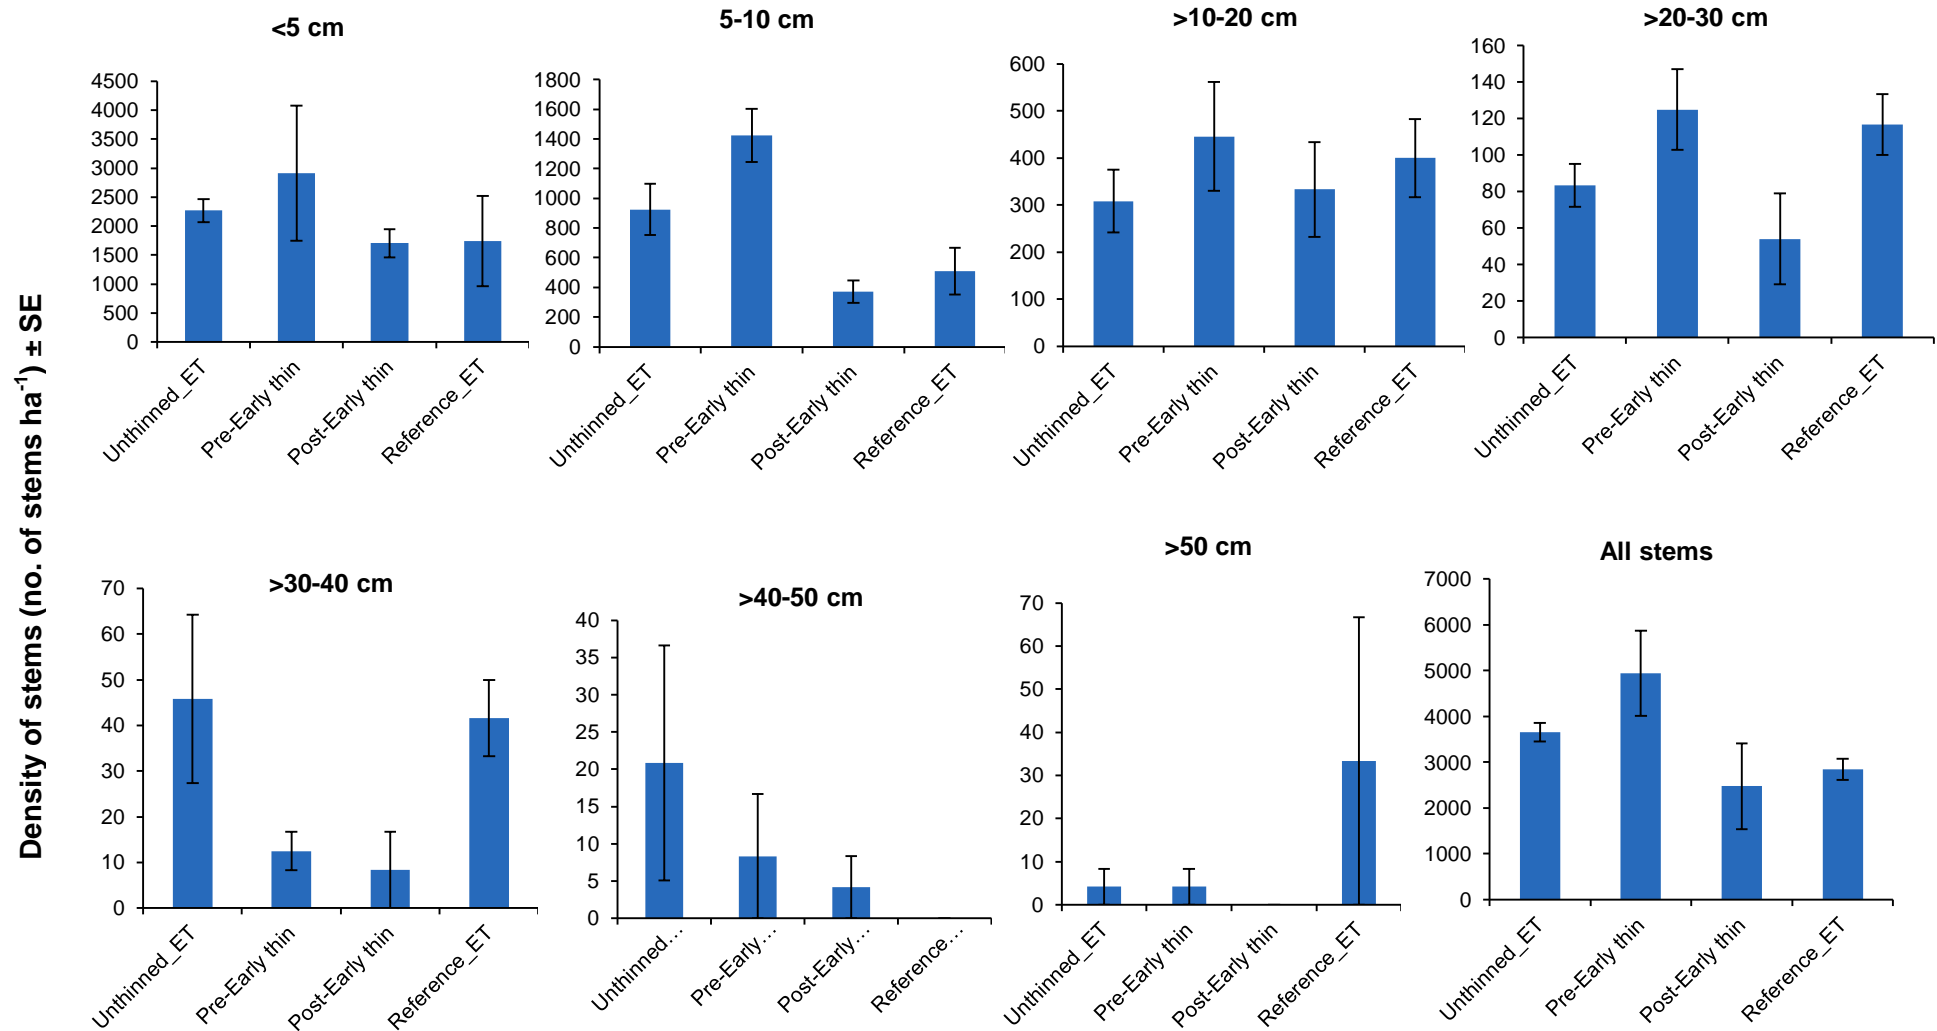 Density of stems (no. of stems ha⁻¹) ± SE
<5 cm
4500
4000
3500
3000
2500
2000
1500
1000
500
0
Unthinned_ET
Pre-Early thin
Post-Early thin
Reference_ET
5-10 cm
1800
1600
1400
1200
1000
800
600
400
200
0
Unthinned_ET
Pre-Early thin
Post-Early thin
Reference_ET
>10-20 cm
600
500
400
300
200
100
0
Unthinned_ET
Pre-Early thin
Post-Early thin
Reference_ET
>20-30 cm
160
140
120
100
80
60
40
20
0
Unthinned_ET
Pre-Early thin
Post-Early thin
Reference_ET
>30-40 cm
70
60
50
40
30
20
10
0
Unthinned_ET
Pre-Early thin
Post-Early thin
Reference_ET
>40-50 cm
40
35
30
25
20
15
10
5
0
Unthinned…
Pre-Early…
Post-Early…
Reference…
>50 cm
70
60
50
40
30
20
10
0
Unthinned_ET
Pre-Early thin
Post-Early thin
Reference_ET
All stems
7000
6000
5000
4000
3000
2000
1000
0
Unthinned_ET
Pre-Early thin
Post-Early thin
Reference_ET